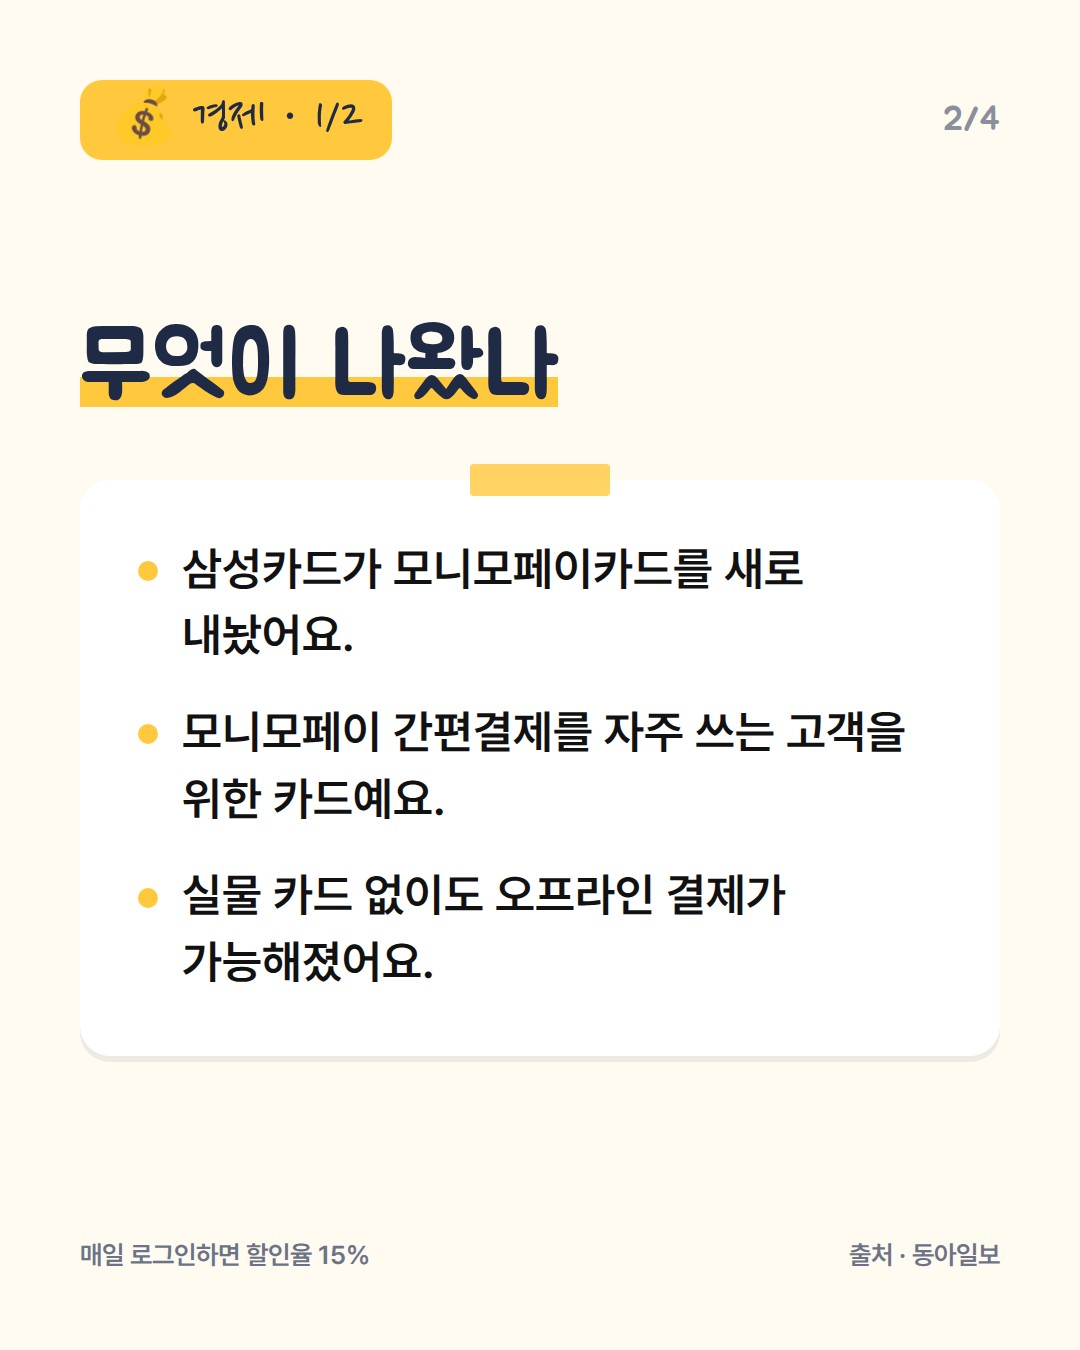 경제 · 1/2
2/4
무엇이 나왔나
삼성카드가 모니모페이카드를 새로
내놨어요.
모니모페이 간편결제를 자주 쓰는 고객을
위한 카드예요.
실물 카드 없이도 오프라인 결제가
가능해졌어요.
매일 로그인하면 할인율 15%
출처 · 동아일보